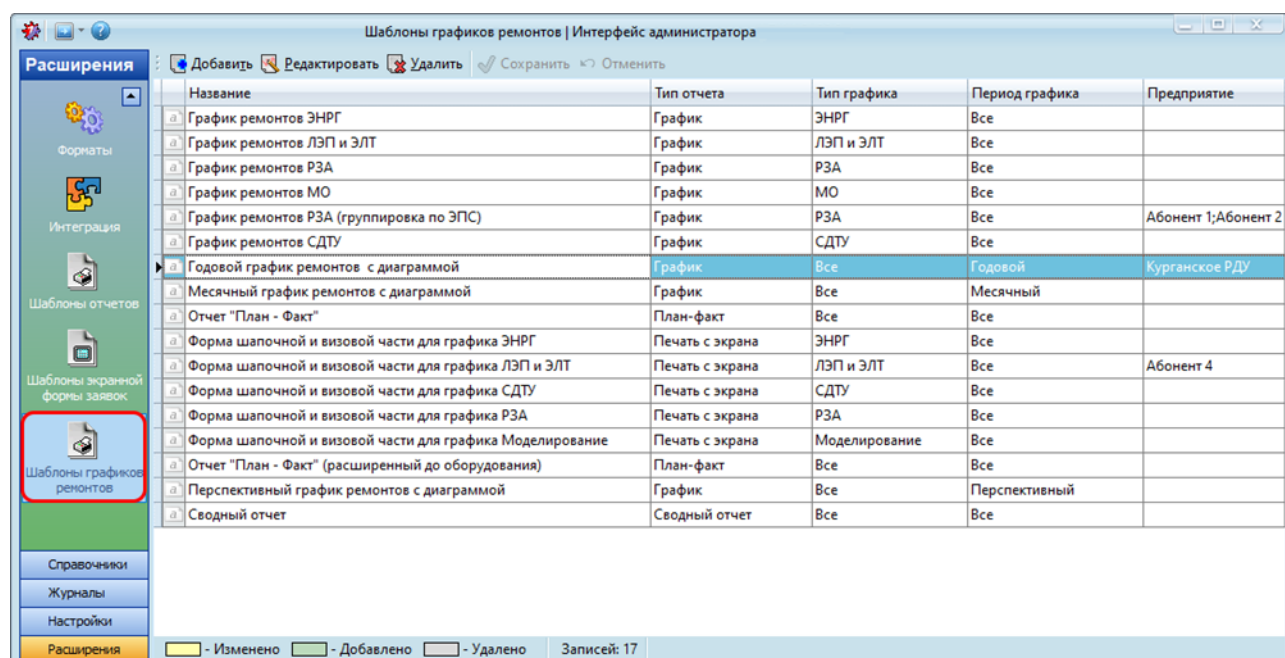 Шаблоны графиков ремонтов | Интерфейс администратора
Расширения
Добавить Редактировать Удалить Сохранить Отменить
Название Тип отчета Тип графика Период графика Предприятие
График ремонтов ЭНРГ График ЭНРГ Все
График ремонтов ЛЭП и ЭЛТ График ЛЭП и ЭЛТ Все
График ремонтов РЗА График РЗА Все
График ремонтов МО График МО Все
График ремонтов РЗА (группировка по ЭПС) График РЗА Все Абонент 1;Абонент 2
График ремонтов СДТУ График СДТУ Все
Годовой график ремонтов с диаграммой График Все Годовой Курганское РДУ
Месячный график ремонтов с диаграммой График Все Месячный
Отчет "План - Факт" План-факт Все Все
Форма шапочной и визовой части для графика ЭНРГ Печать с экрана ЭНРГ Все
Форма шапочной и визовой части для графика ЛЭП и ЭЛТ Печать с экрана ЛЭП и ЭЛТ Все Абонент 4
Форма шапочной и визовой части для графика СДТУ Печать с экрана СДТУ Все
Форма шапочной и визовой части для графика РЗА Печать с экрана РЗА Все
Форма шапочной и визовой части для графика Моделирование Печать с экрана Моделирование Все
Отчет "План - Факт" (расширенный до оборудования) План-факт Все Все
Перспективный график ремонтов с диаграммой График Все Перспективный
Сводный отчет Сводный отчет Все Все
Форматы
Интеграция
Шаблоны отчетов
Шаблоны экранной
формы заявок
Шаблоны графиков
ремонтов
Справочники
Журналы
Настройки
Расширения
- Изменено - Добавлено - Удалено Записей: 17